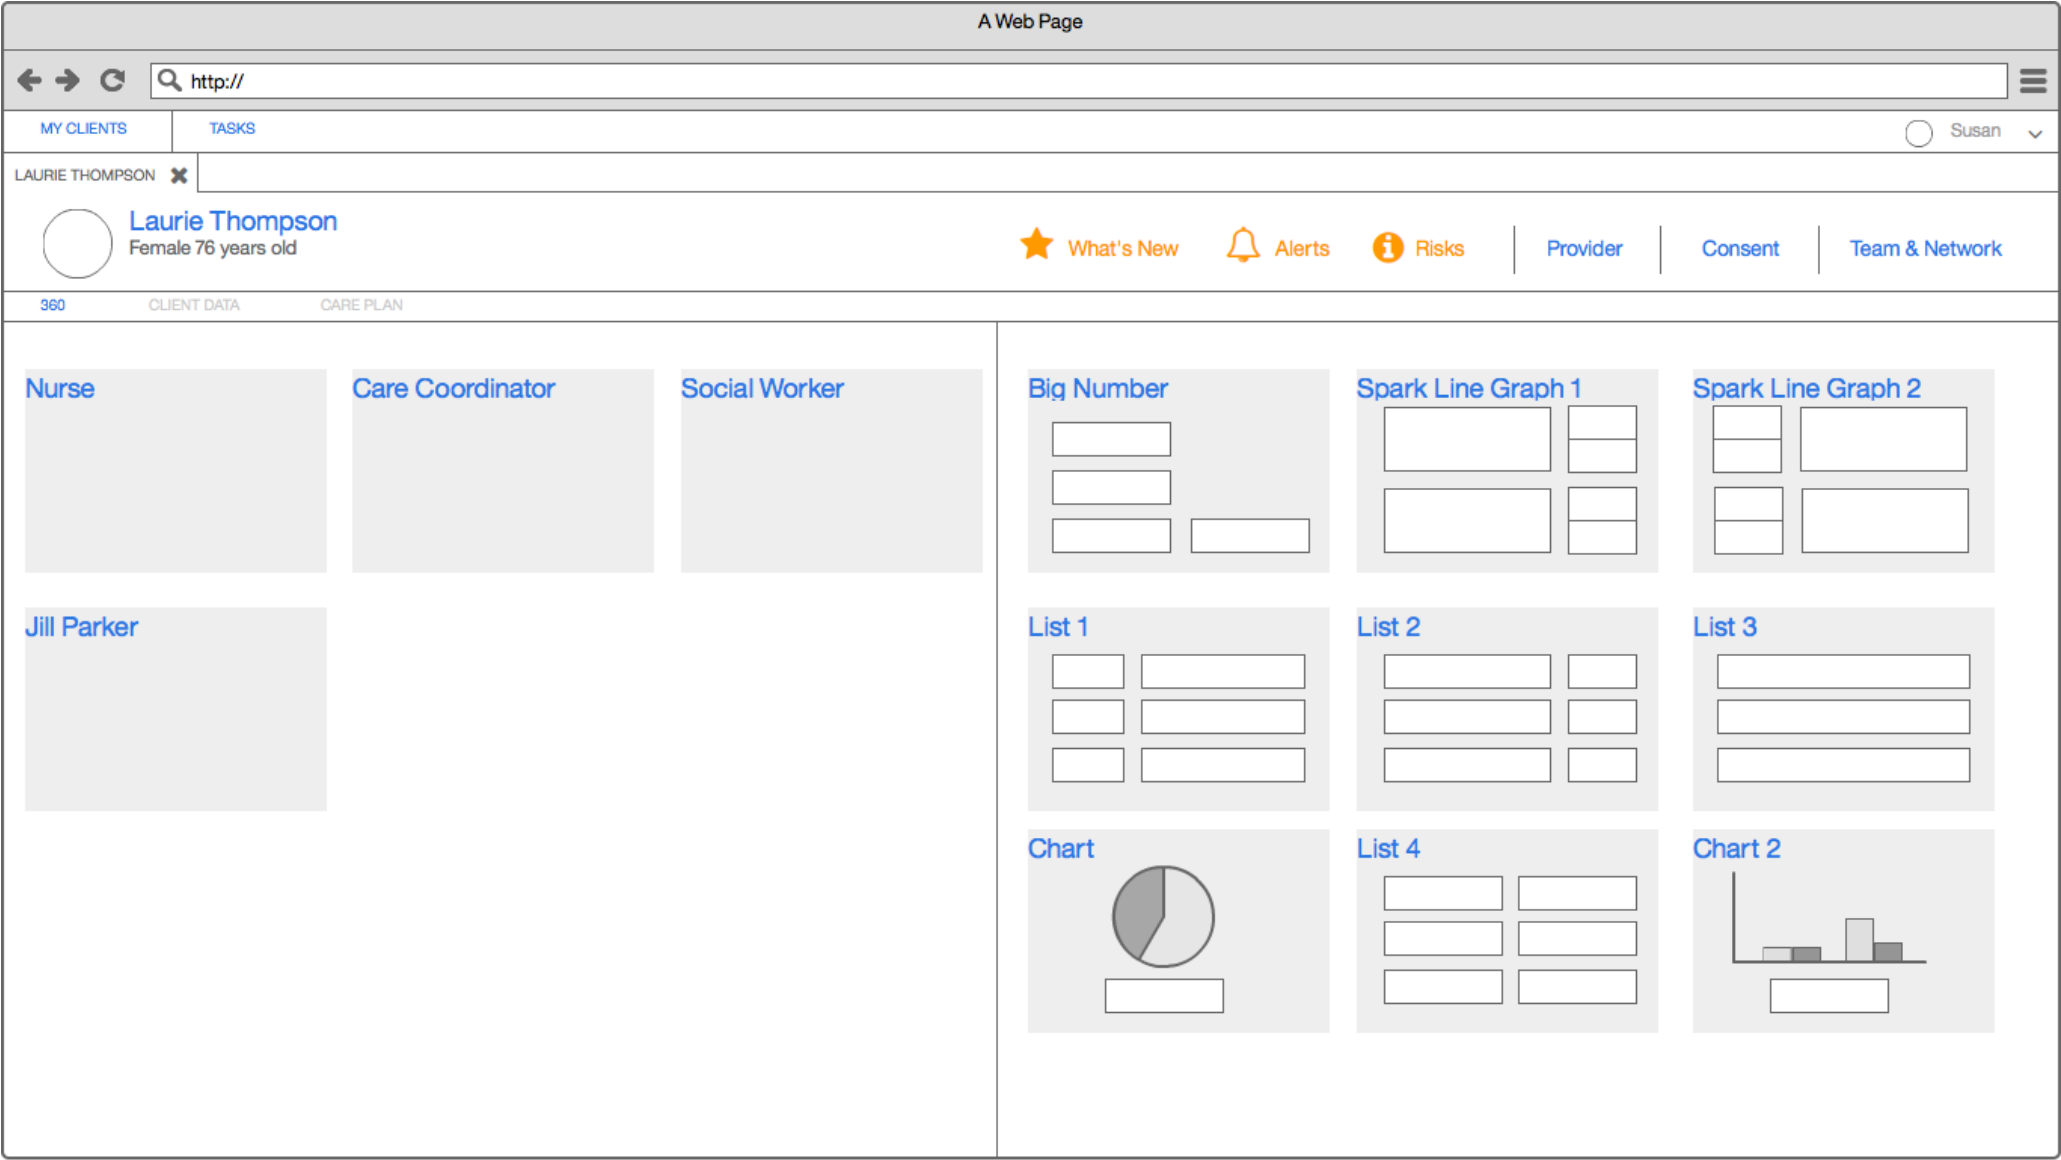 A Web Page
http://
MY CLIENTS
TASKS
Susan
LAURIE THOMPSON
Laurie Thompson
Female 76 years old
What's New
Alerts
Risks
Provider
Consent
Team & Network
360
CLIENT DATA
CARE PLAN
Nurse
Care Coordinator
Social Worker
Jill Parker
Big Number
Spark Line Graph 1
Spark Line Graph 2
List 1
List 2
List 3
Chart
List 4
Chart 2